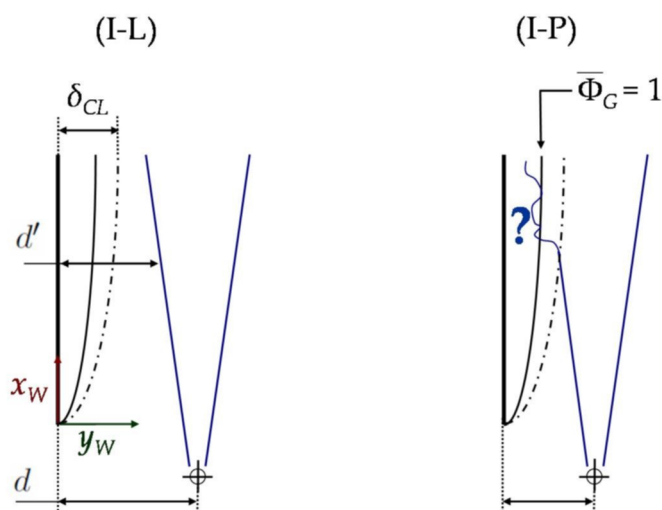 (I-L)
(I-P)
δ_CL
Φ̅_G = 1
d′
?
x_W
y_W
d